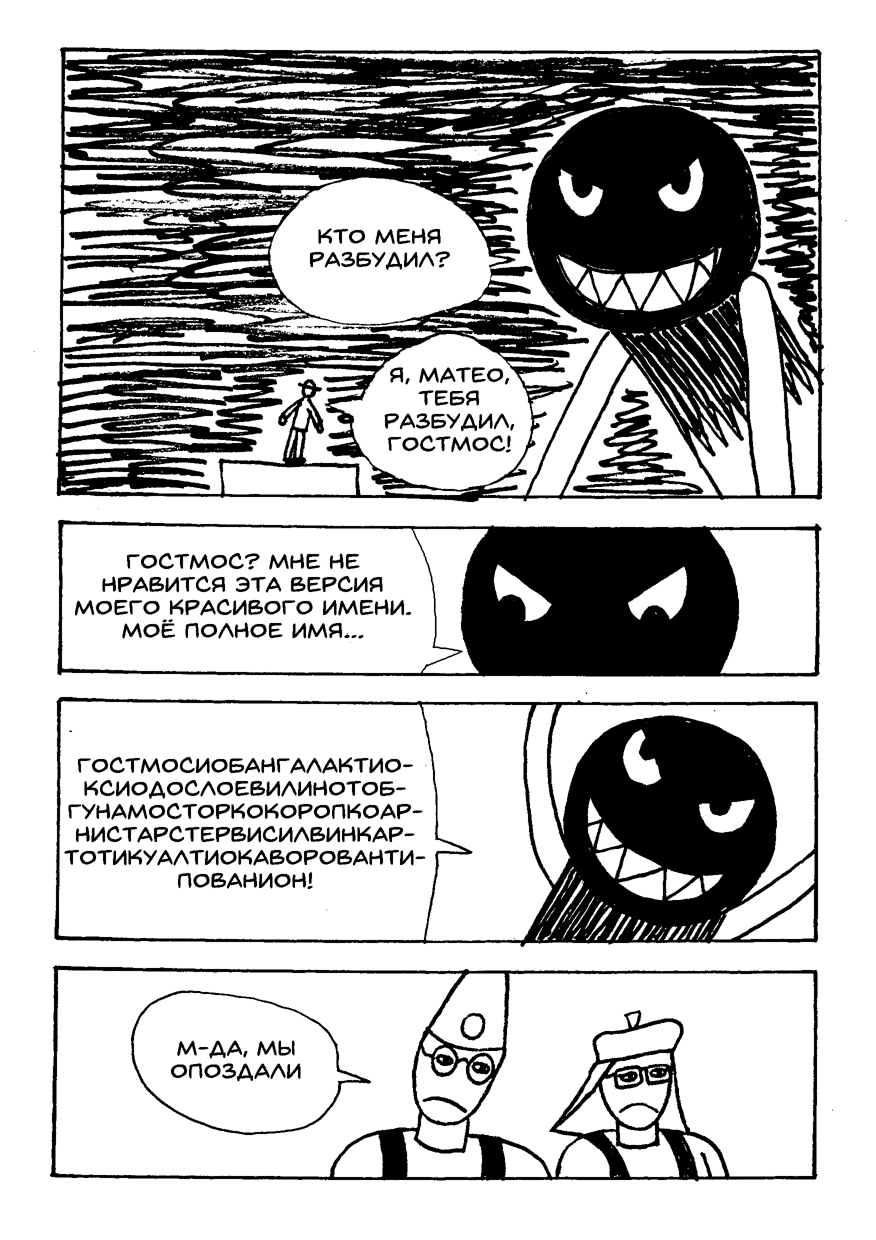 КТО МЕНЯ
РАЗБУДИЛ?
Я, МАТЕО,
ТЕБЯ
РАЗБУДИЛ,
ГОСТМОС!
ГОСТМОС? МНЕ НЕ
НРАВИТСЯ ЭТА ВЕРСИЯ
МОЕГО КРАСИВОГО ИМЕНИ.
МОЁ ПОЛНОЕ ИМЯ...
ГОСТМОСИОБАНГАЛАКТИО-
КСИОДОСЛОЕВИЛИНОТОБ-
ГУНАМОСТОРКОКОРОПКОАР-
НИСТАРСТЕРВИСИЛВИНКАР-
ТОТИКУАЛТИОКАВОРОВАНТИ-
ПОВАНИОН!
М-ДА, МЫ
ОПОЗДАЛИ